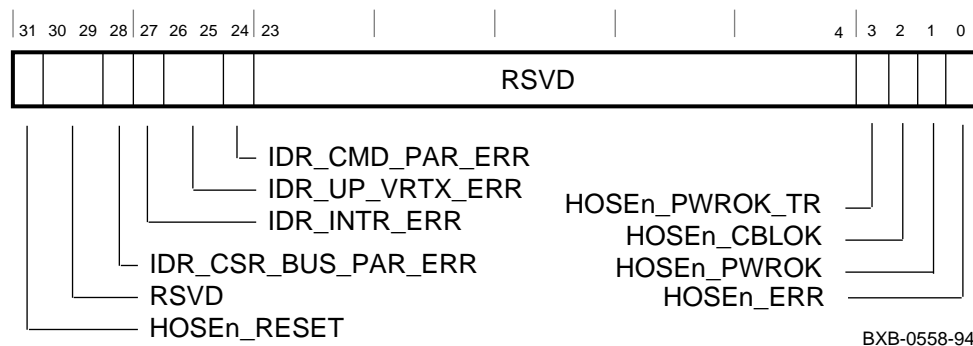 31 30 29 28 27 26 25 24 23 4 3 2 1 0
RSVD
IDR_CMD_PAR_ERR
IDR_UP_VRTX_ERR
HOSEn_PWROK_TR
IDR_INTR_ERR
HOSEn_CBLOK
IDR_CSR_BUS_PAR_ERR
HOSEn_PWROK
RSVD
HOSEn_ERR
HOSEn_RESET
BXB-0558-94